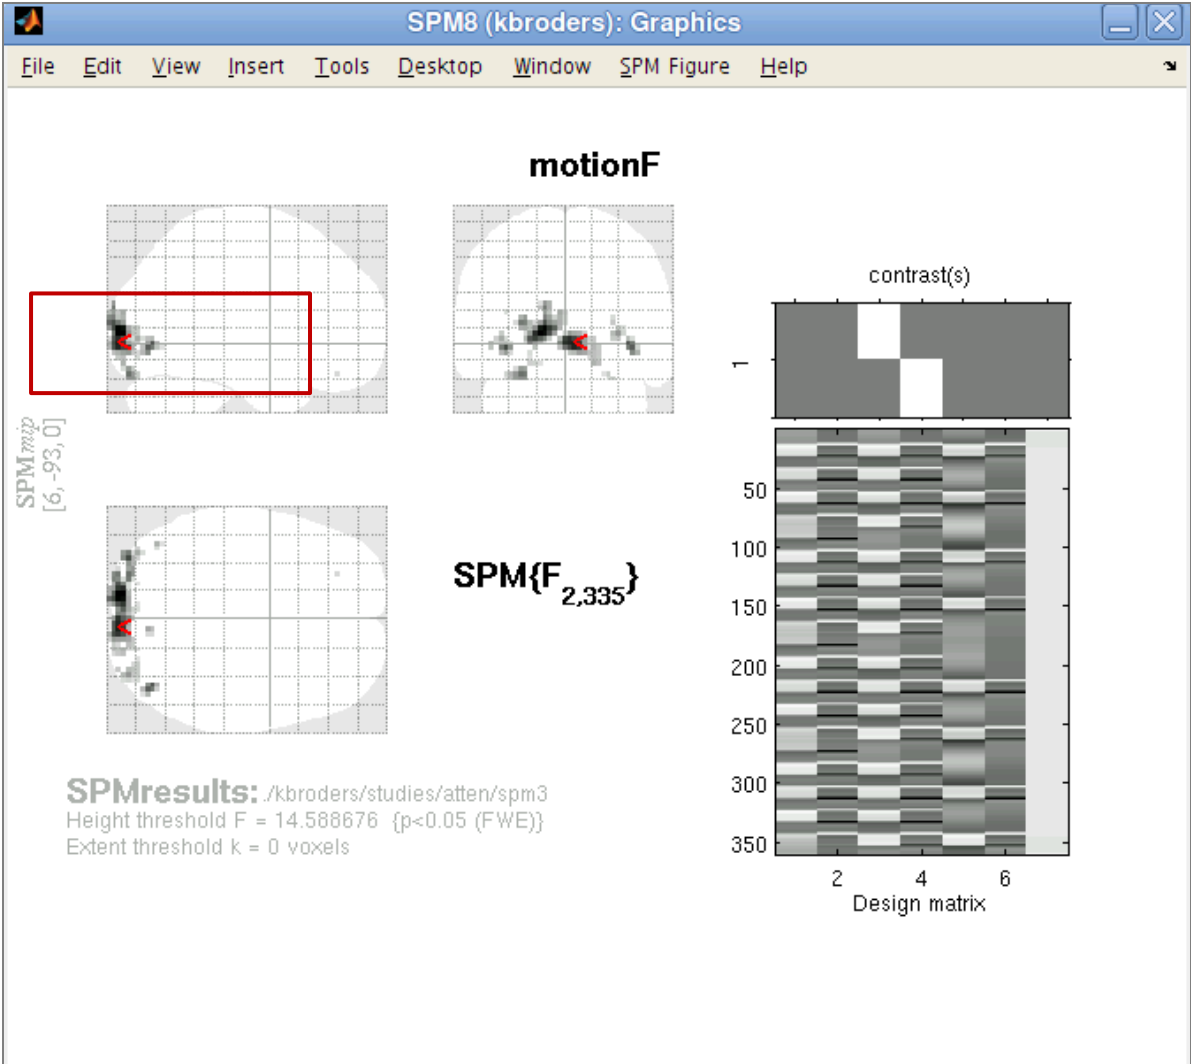 SPM8 (kbroders): Graphics
File Edit View Insert Tools Desktop Window SPM Figure Help
motionF
contrast(s)
1
SPMmip
[6, -93, 0]
SPM{F2,335}
50
100
150
200
250
300
350
2 4 6
Design matrix
SPMresults: ./kbroders/studies/atten/spm3
Height threshold F = 14.588676 {p<0.05 (FWE)}
Extent threshold k = 0 voxels